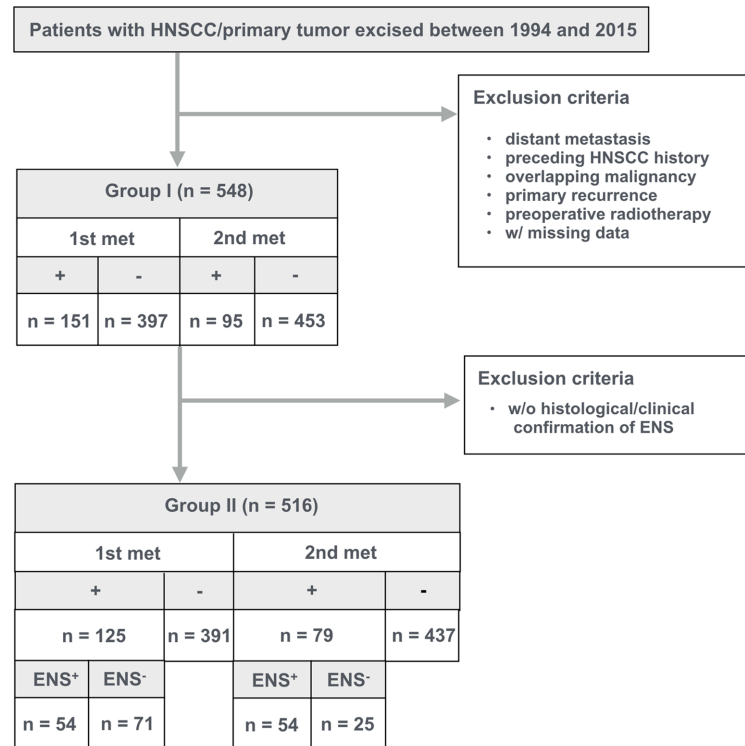 Patients with HNSCC/primary tumor excised between 1994 and 2015
Exclusion criteria
· distant metastasis
· preceding HNSCC history
· overlapping malignancy
· primary recurrence
· preoperative radiotherapy
· w/ missing data
Group I (n = 548)
1st met 2nd met
+ - + -
n = 151 n = 397 n = 95 n = 453
Exclusion criteria
· w/o histological/clinical
confirmation of ENS
Group II (n = 516)
1st met 2nd met
+ - + -
n = 125 n = 391 n = 79 n = 437
ENS⁺ ENS⁻ ENS⁺ ENS⁻
n = 54 n = 71 n = 54 n = 25